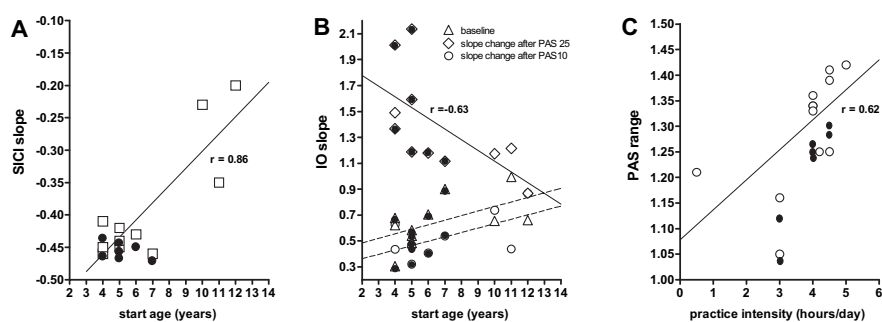 A
SICI slope
-0.10
-0.15
-0.20
-0.25
-0.30
-0.35
-0.40
-0.45
-0.50
r = 0.86
2 3 4 5 6 7 8 9 10 11 12 13 14
start age (years)
B
IO slope
2.1
1.9
1.7
1.5
1.3
1.1
0.9
0.7
0.5
0.3
baseline
slope change after PAS 25
slope change after PAS10
r=-0.63
2 3 4 5 6 7 8 9 10 11 12 14
start age (years)
C
PAS range
1.50
1.45
1.40
1.35
1.30
1.25
1.20
1.15
1.10
1.05
1.00
r = 0.62
0 1 2 3 4 5 6
practice intensity (hours/day)